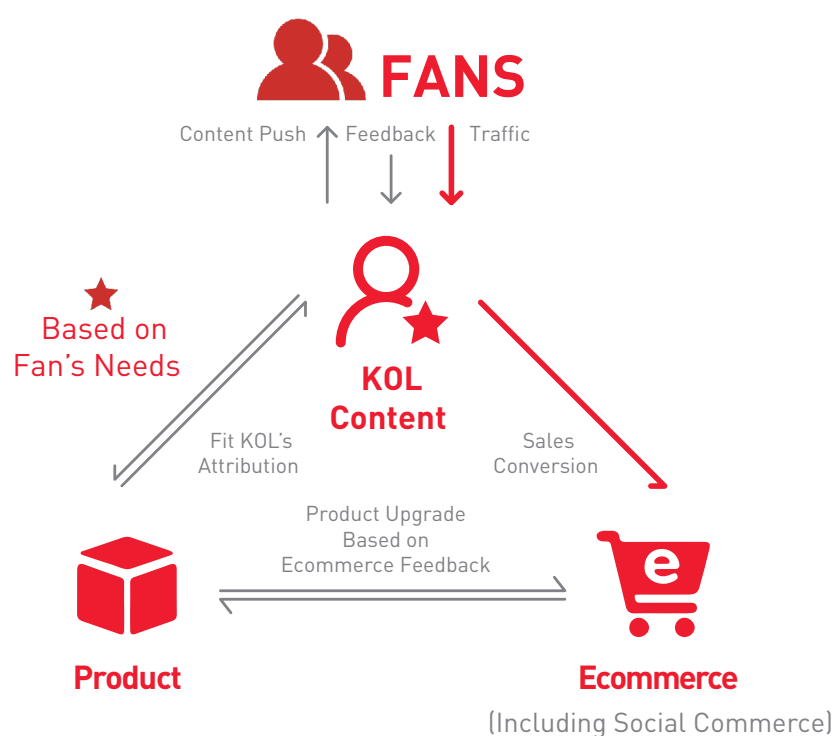 FANS
Content Push
Feedback
Traffic
Based on
Fan's Needs
KOL
Content
Fit KOL's
Attribution
Sales
Conversion
Product Upgrade
Based on
Ecommerce Feedback
e
Product
Ecommerce
(Including Social Commerce)